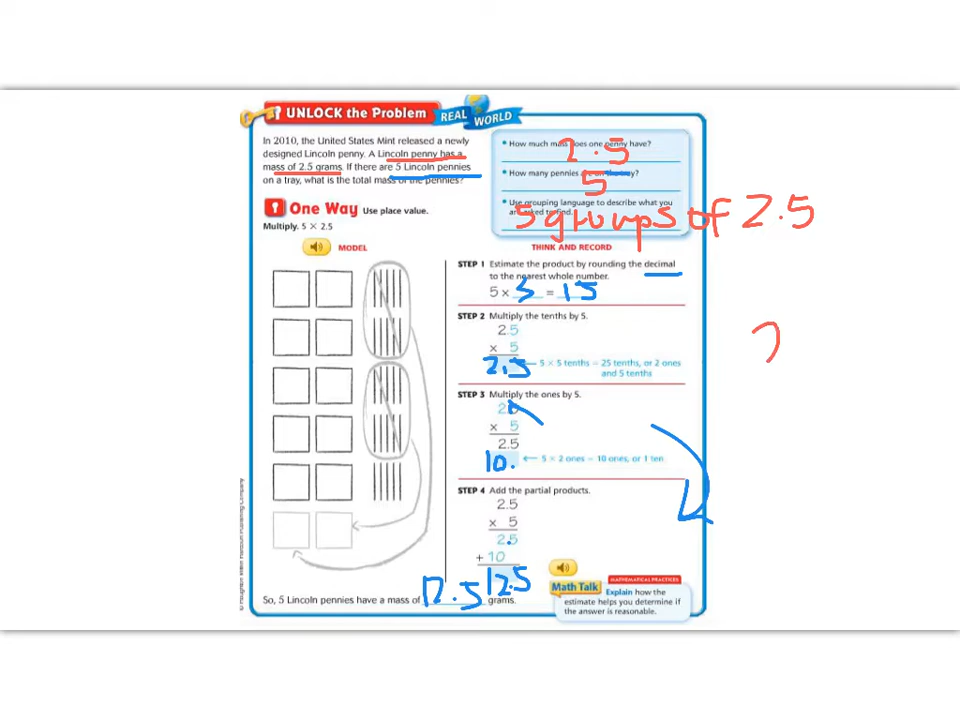 UNLOCK the Problem REAL WORLD
In 2010, the United States Mint released a newly
designed Lincoln penny. A Lincoln penny has a
mass of 2.5 grams. If there are 5 Lincoln pennies
on a tray, what is the total mass of the pennies?
• How much mass does one penny have?
2.5
• How many pennies are on the tray?
5
• Use grouping language to describe what you
are asked to find.
5 groups of 2.5
One Way Use place value.
Multiply. 5 × 2.5
MODEL
THINK AND RECORD
STEP 1 Estimate the product by rounding the decimal
to the nearest whole number.
5 × 3 = 15
STEP 2 Multiply the tenths by 5.
2.5
× 5
2.5 ← 5 × 5 tenths = 25 tenths, or 2 ones
and 5 tenths
STEP 3 Multiply the ones by 5.
2.5
× 5
2.5
10. ← 5 × 2 ones = 10 ones, or 1 ten
STEP 4 Add the partial products.
2.5
× 5
2.5
+ 10
12.5
So, 5 Lincoln pennies have a mass of 12.5 grams.
Math Talk MATHEMATICAL PRACTICES
Explain how the
estimate helps you determine if
the answer is reasonable.
© Houghton Mifflin Harcourt Publishing Company